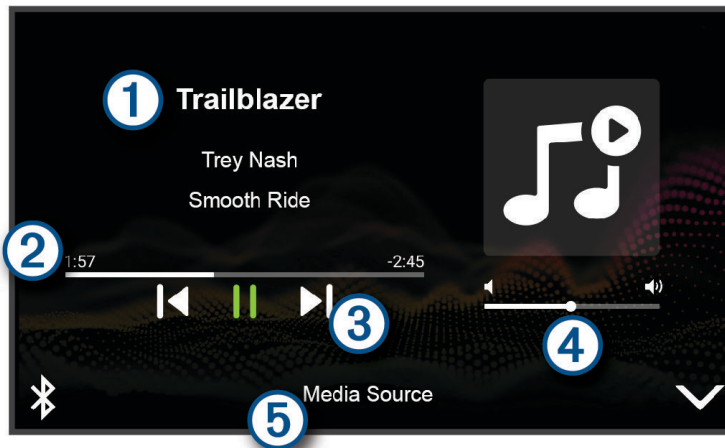 1 Trailblazer
Trey Nash
Smooth Ride
2
1:57 -2:45
3
4
5 Media Source